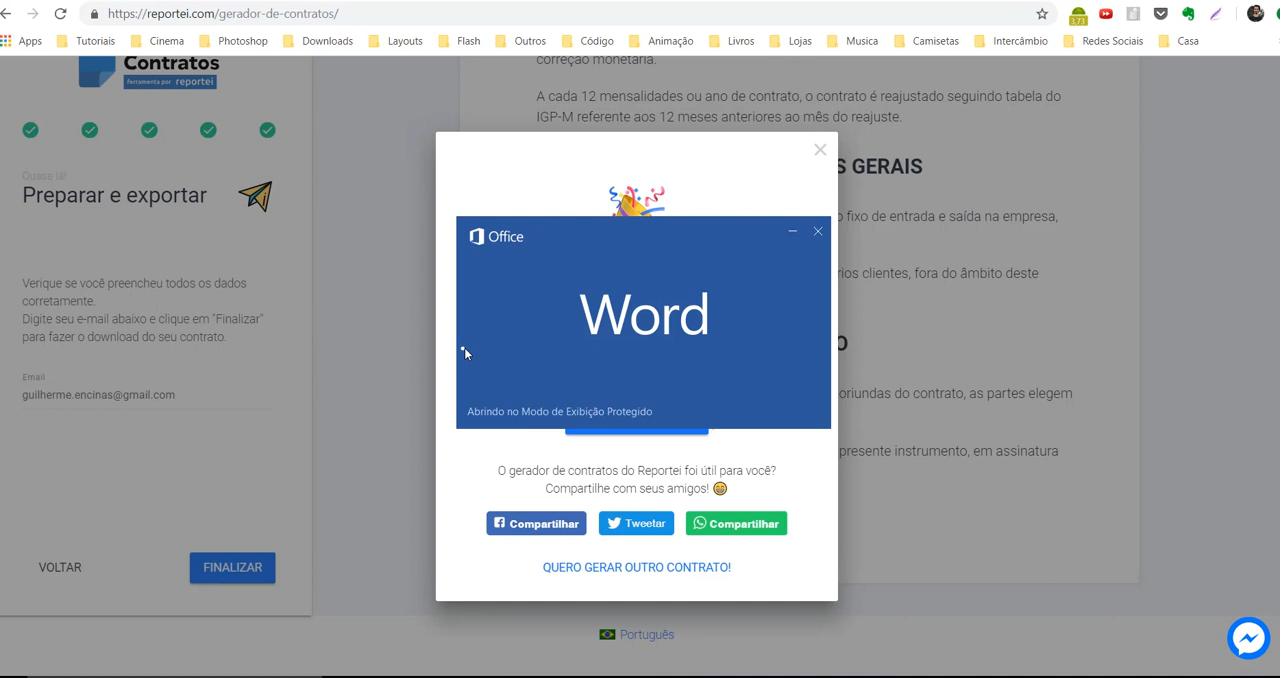 https://reportei.com/gerador-de-contratos/
3.73
Apps
Tutoriais
Cinema
Photoshop
Downloads
Layouts
Flash
Outros
Código
Animação
Livros
Lojas
Musica
Camisetas
Intercâmbio
Redes Sociais
Casa
Contratos
ferramenta por reportei
Quase lá!
Preparar e exportar
Verique se você preencheu todos os dados
corretamente.
Digite seu e-mail abaixo e clique em "Finalizar"
para fazer o download do seu contrato.
Email
guilherme.encinas@gmail.com
VOLTAR
FINALIZAR
correção monetária.
A cada 12 mensalidades ou ano de contrato, o contrato é reajustado seguindo tabela do
IGP-M referente aos 12 meses anteriores ao mês do reajuste.
S GERAIS
o fixo de entrada e saída na empresa,
rios clientes, fora do âmbito deste
O
oriundas do contrato, as partes elegem
presente instrumento, em assinatura
Office
Word
Abrindo no Modo de Exibição Protegido
O gerador de contratos do Reportei foi útil para você?
Compartilhe com seus amigos!
Compartilhar
Tweetar
Compartilhar
QUERO GERAR OUTRO CONTRATO!
Português